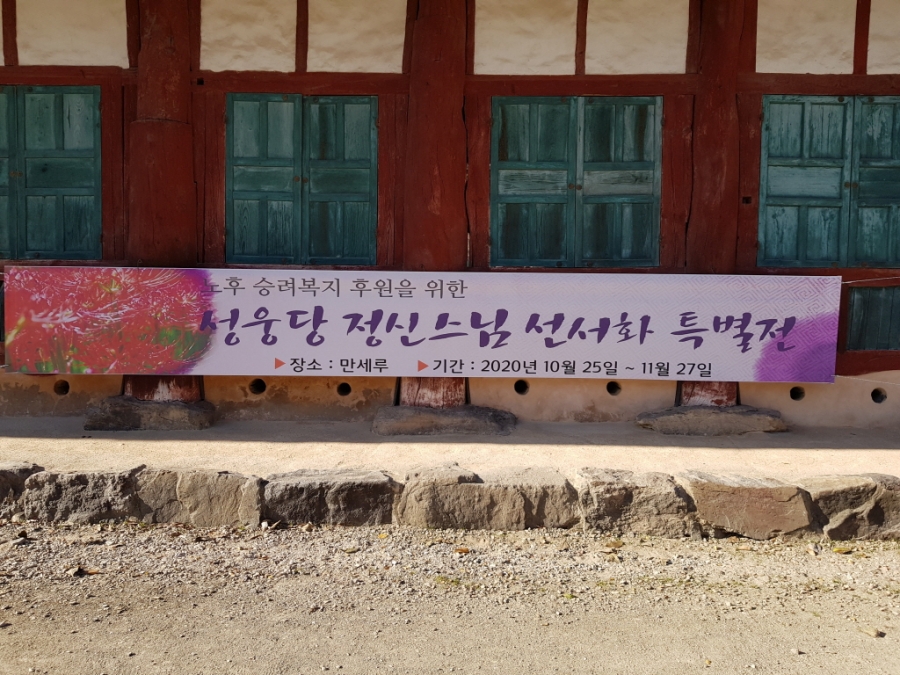 노후 승려복지 후원을 위한
성웅당 정신스님 선서화 특별전
▶장소 : 만세루 ▶기간 : 2020년 10월 25일 ~ 11월 27일